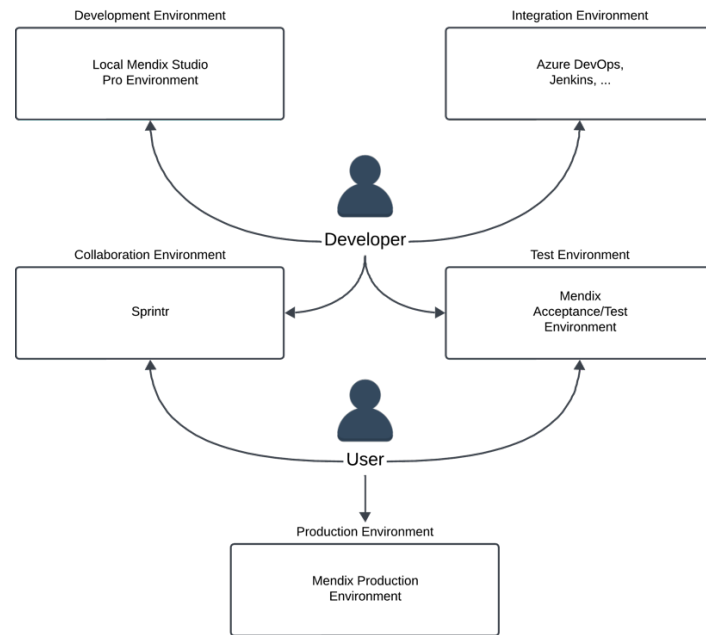 Development Environment
Integration Environment
Local Mendix Studio
Pro Environment
Azure DevOps,
Jenkins, ...
Developer
Collaboration Environment
Test Environment
Sprintr
Mendix
Acceptance/Test
Environment
User
Production Environment
Mendix Production
Environment